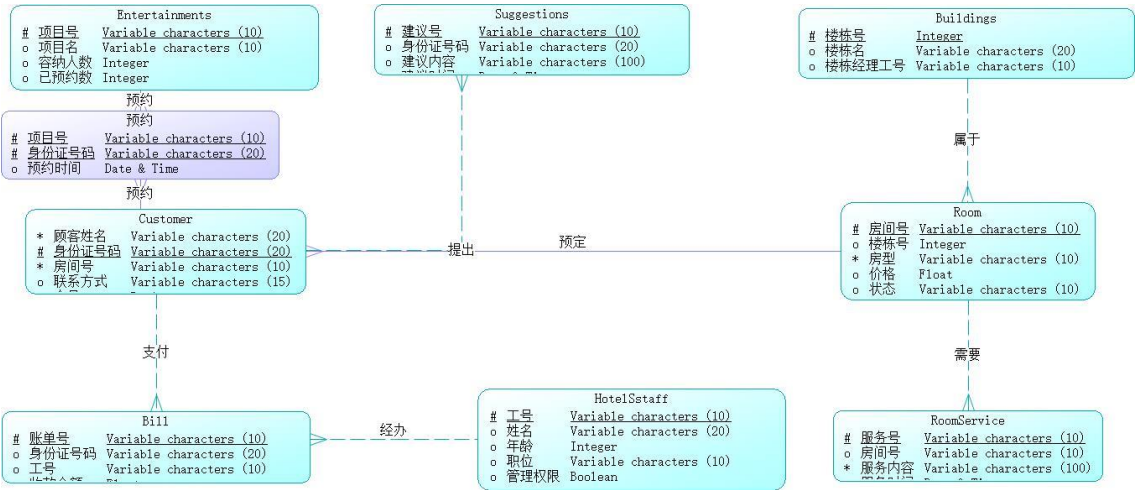 Entertainments
# 项目号 Variable characters (10)
o 项目名 Variable characters (10)
o 容纳人数 Integer
o 已预约数 Integer
Suggestions
# 建议号 Variable characters (10)
o 身份证号码 Variable characters (20)
o 建议内容 Variable characters (100)
Buildings
# 楼栋号 Integer
o 楼栋名 Variable characters (20)
o 楼栋经理工号 Variable characters (10)
预约
预约
# 项目号 Variable characters (10)
# 身份证号码 Variable characters (20)
o 预约时间 Date & Time
预约
属于
Customer
* 顾客姓名 Variable characters (20)
# 身份证号码 Variable characters (20)
* 房间号 Variable characters (10)
o 联系方式 Variable characters (15)
提出
预定
Room
# 房间号 Variable characters (10)
o 楼栋号 Integer
* 房型 Variable characters (10)
o 价格 Float
o 状态 Variable characters (10)
支付
需要
Bill
# 账单号 Variable characters (10)
o 身份证号码 Variable characters (20)
o 工号 Variable characters (10)
经办
HotelSstaff
# 工号 Variable characters (10)
o 姓名 Variable characters (20)
o 年龄 Integer
o 职位 Variable characters (10)
o 管理权限 Boolean
RoomService
# 服务号 Variable characters (10)
o 房间号 Variable characters (10)
* 服务内容 Variable characters (100)